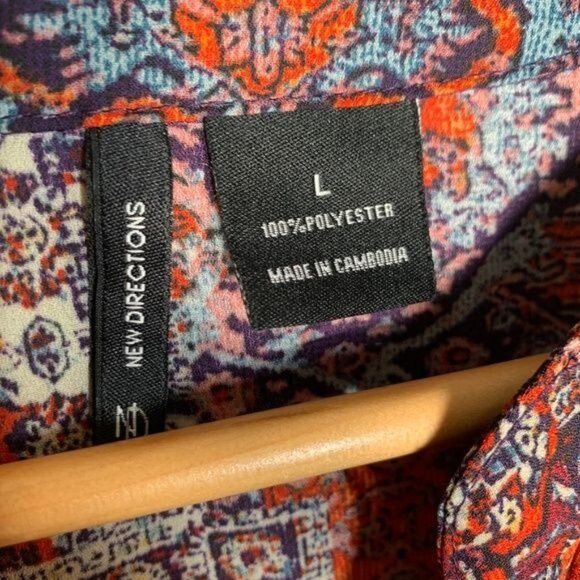 NEW DIRECTIONS
L
100%POLYESTER
MADE IN CAMBODIA